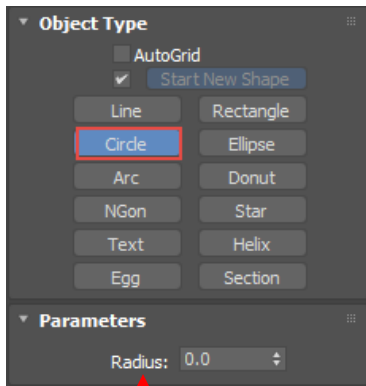 Object Type
AutoGrid
Start New Shape
Line Rectangle
Circle Ellipse
Arc Donut
NGon Star
Text Helix
Egg Section
Parameters
Radius: 0.0